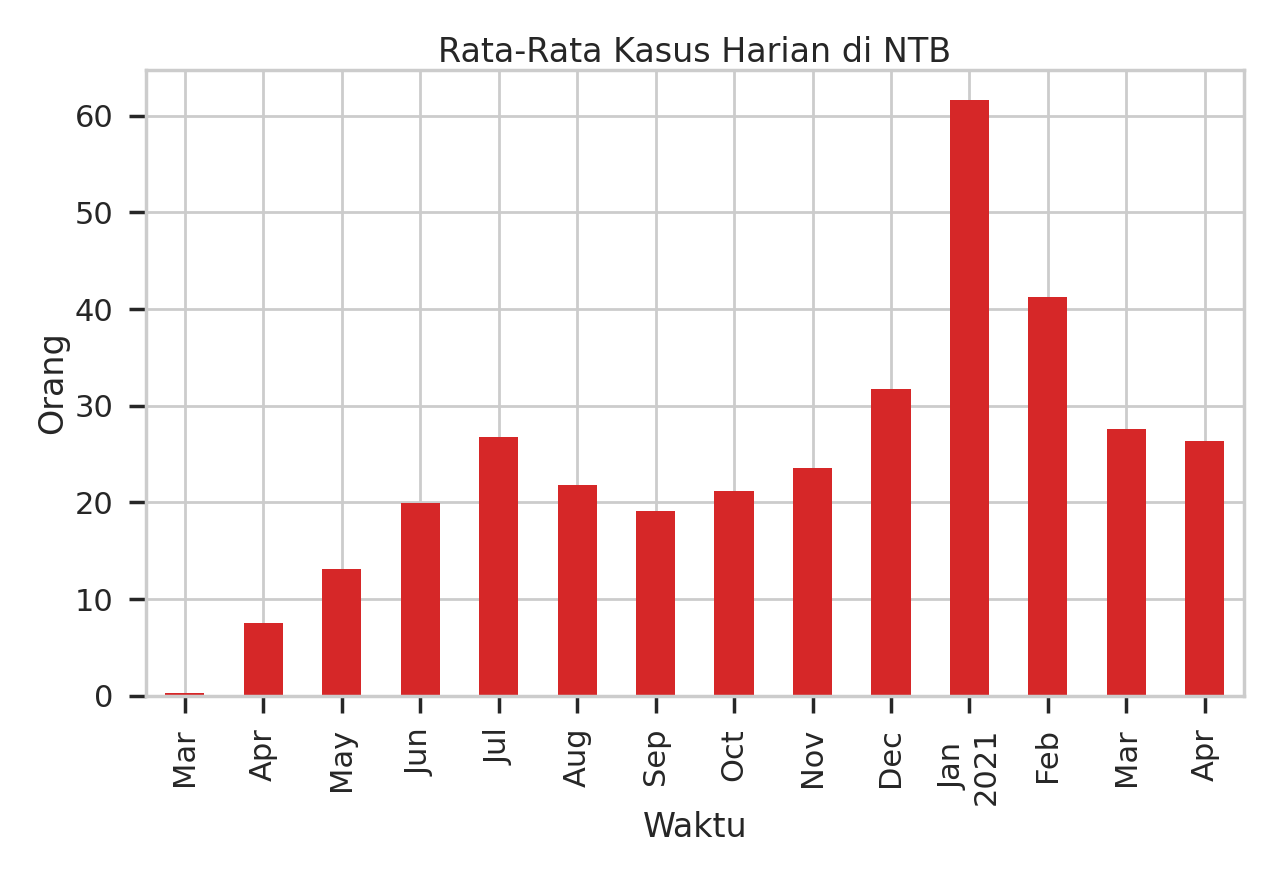 Rata-Rata Kasus Harian di NTB
Orang
60
50
40
30
20
10
0
Mar
Apr
May
Jun
Jul
Aug
Sep
Oct
Nov
Dec
Jan
2021
Feb
Mar
Apr
Waktu